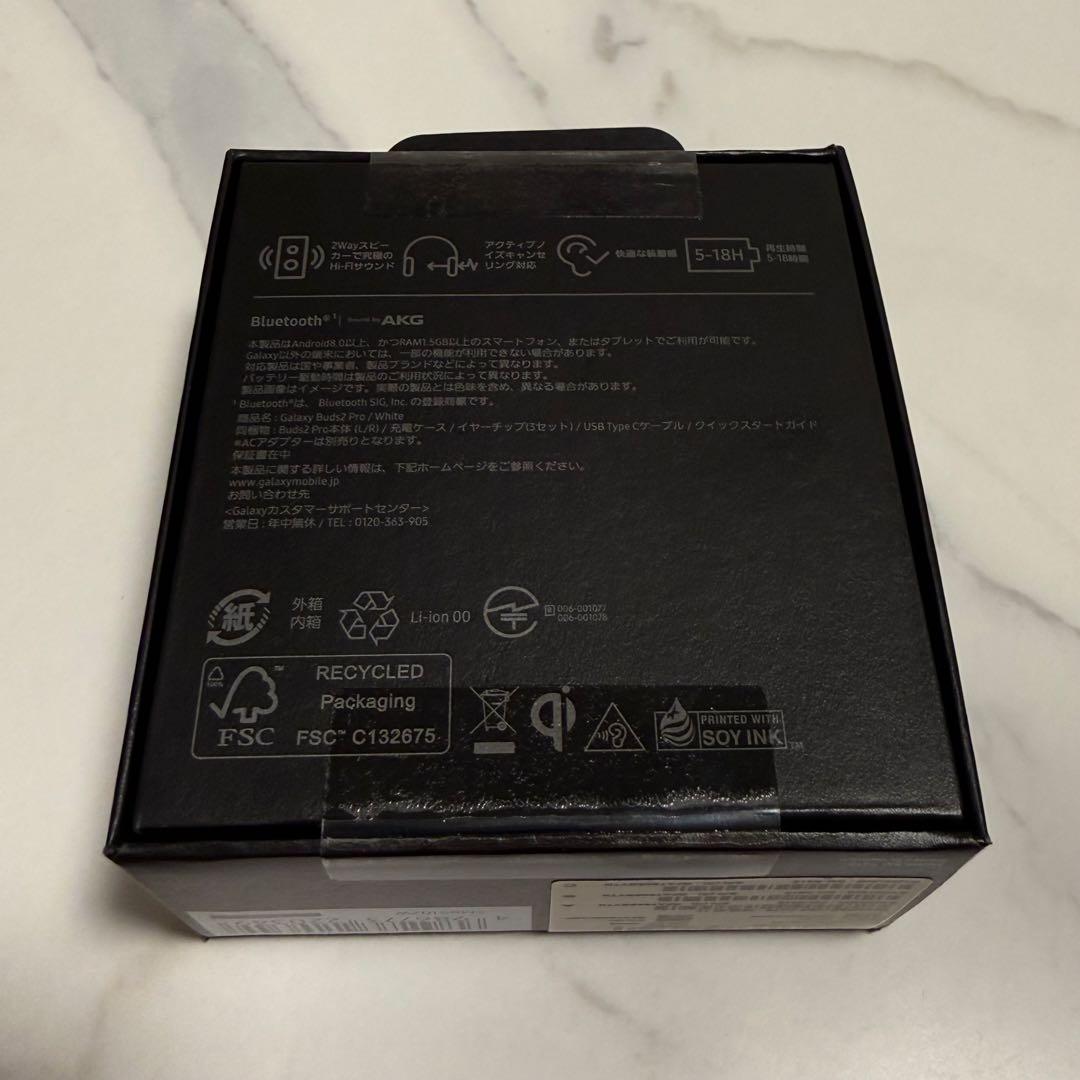 2Wayスピー
カーで究極の
Hi-Fiサウンド
アクティブノ
イズキャンセ
リング対応
快適な装着感
5-18H
再生時間
5-18時間
Bluetooth®¹ | Sound by AKG
本製品はAndroid8.0以上、かつRAM1.5GB以上のスマートフォン、またはタブレットでご利用が可能です。
Galaxy以外の端末においては、一部の機能が利用できない場合があります。
対応製品は国や事業者、製品ブランドなどによって異なります。
バッテリー駆動時間は製品のご利用状況によって異なります。
製品画像はイメージです。実際の製品とは色味を含め、異なる場合があります。
¹ Bluetooth®は、Bluetooth SIG, Inc. の登録商標です。
商品名 : Galaxy Buds2 Pro / White
同梱物 : Buds2 Pro本体 (L/R) / 充電ケース / イヤーチップ(3セット) / USB Type Cケーブル / クイックスタートガイド
※ACアダプターは別売りとなります。
保証書在中
本製品に関する詳しい情報は、下記ホームページをご参照ください。
www.galaxymobile.jp
お問い合わせ先
<Galaxyカスタマーサポートセンター>
営業日 : 年中無休 / TEL : 0120-363-905
紙
外箱
内箱
Li-ion 00
R 006-001077
006-001078
100%
FSC™
RECYCLED
Packaging
FSC™ C132675
qi
PRINTED WITH
SOY INK™